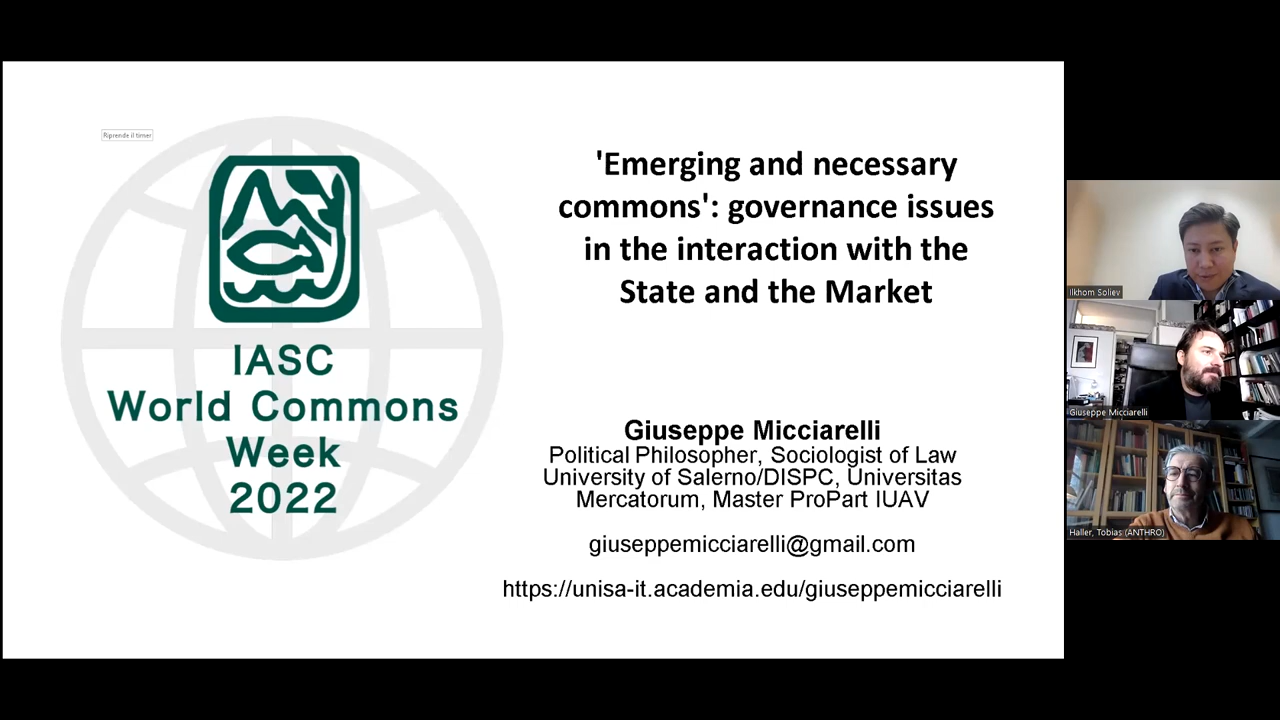 Riprende il timer
IASC
World Commons
Week
2022
'Emerging and necessary
commons': governance issues
in the interaction with the
State and the Market
Giuseppe Micciarelli
Political Philosopher, Sociologist of Law
University of Salerno/DISPC, Universitas
Mercatorum, Master ProPart IUAV
giuseppemicciarelli@gmail.com
https://unisa-it.academia.edu/giuseppemicciarelli
Ilkhom Soliev
Giuseppe Micciarelli
Haller, Tobias (ANTHRO)